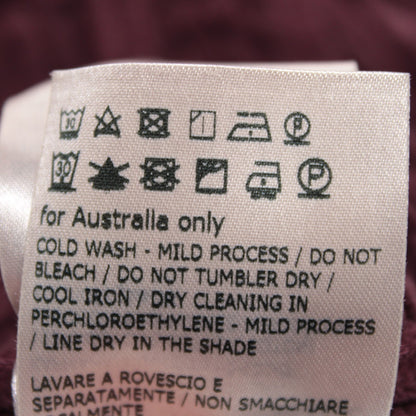 30 P
30 P
for Australia only
COLD WASH - MILD PROCESS / DO NOT
BLEACH / DO NOT TUMBLER DRY /
COOL IRON / DRY CLEANING IN
PERCHLOROETHYLENE - MILD PROCESS
/ LINE DRY IN THE SHADE
LAVARE A ROVESCIO E
SEPARATAMENTE / NON SMACCHIARE